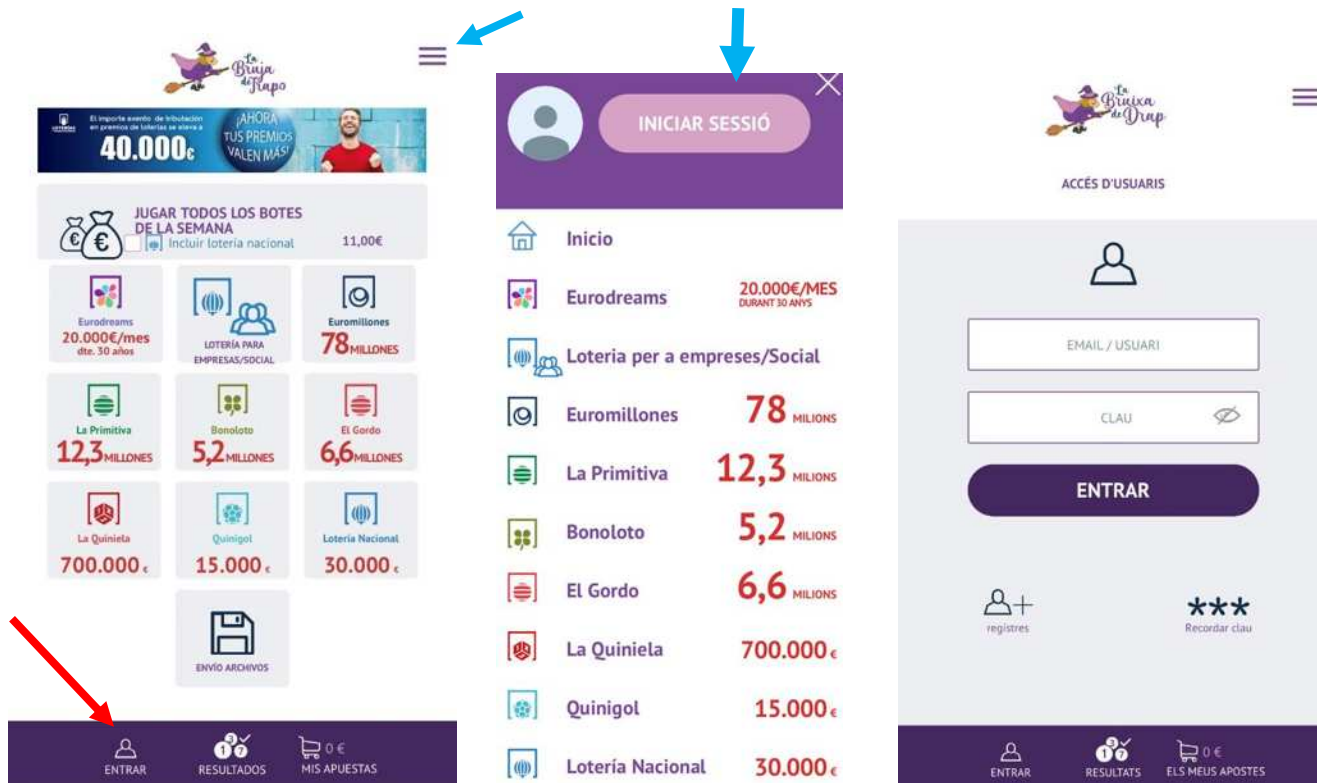 La
Bruja
de Trapo
LOTERÍAS
El importe exento de tributación
en premios de loterías se eleva a
40.000€
¡AHORA
TUS PREMIOS
VALEN MÁS!
JUGAR TODOS LOS BOTES
DE LA SEMANA
Incluir lotería nacional 11,00€
Eurodreams
20.000€/mes
dte. 30 años
LOTERÍA PARA
EMPRESAS/SOCIAL
Euromillones
78 MILLONES
La Primitiva
12,3 MILLONES
Bonoloto
5,2 MILLONES
El Gordo
6,6 MILLONES
La Quiniela
700.000 €
Quinigol
15.000 €
Lotería Nacional
30.000 €
ENVÍO ARCHIVOS
ENTRAR
RESULTADOS
0 €
MIS APUESTAS
INICIAR SESSIÓ
Inicio
Eurodreams 20.000€/MES
DURANT 30 ANYS
Loteria per a empreses/Social
Euromillones 78 MILIONS
La Primitiva 12,3 MILIONS
Bonoloto 5,2 MILIONS
El Gordo 6,6 MILIONS
La Quiniela 700.000 €
Quinigol 15.000 €
Lotería Nacional 30.000 €
La
Bruixa
de Drap
ACCÉS D'USUARIS
EMAIL / USUARI
CLAU
ENTRAR
registres
***
Recordar clau
ENTRAR
RESULTATS
0 €
ELS MEUS APOSTES